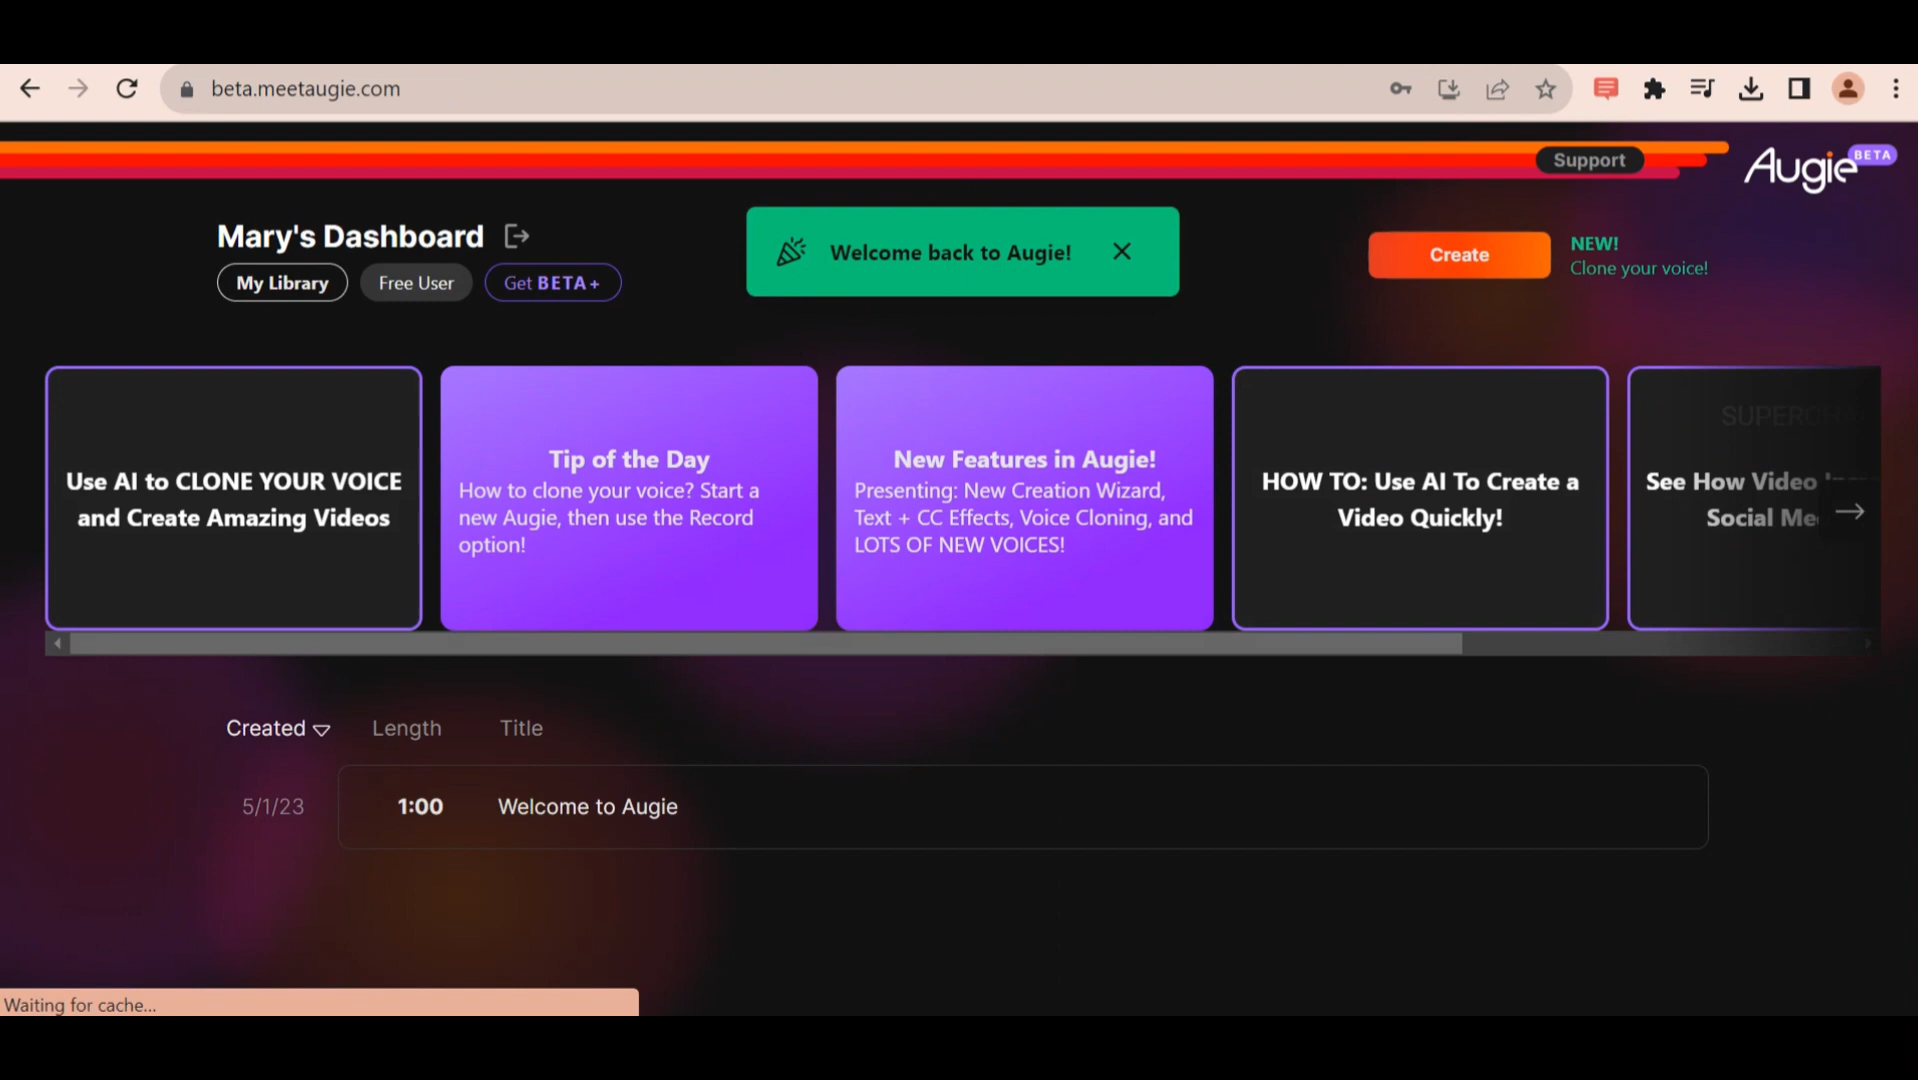 beta.meetaugie.com
Support
Augie BETA
Mary's Dashboard
Welcome back to Augie!
Create
NEW!
Clone your voice!
My Library
Free User
Get BETA+
Use AI to CLONE YOUR VOICE
and Create Amazing Videos
Tip of the Day
How to clone your voice? Start a
new Augie, then use the Record
option!
New Features in Augie!
Presenting: New Creation Wizard,
Text + CC Effects, Voice Cloning, and
LOTS OF NEW VOICES!
HOW TO: Use AI To Create a
Video Quickly!
See How Video
Social
Created
Length
Title
5/1/23
1:00
Welcome to Augie
Waiting for cache...